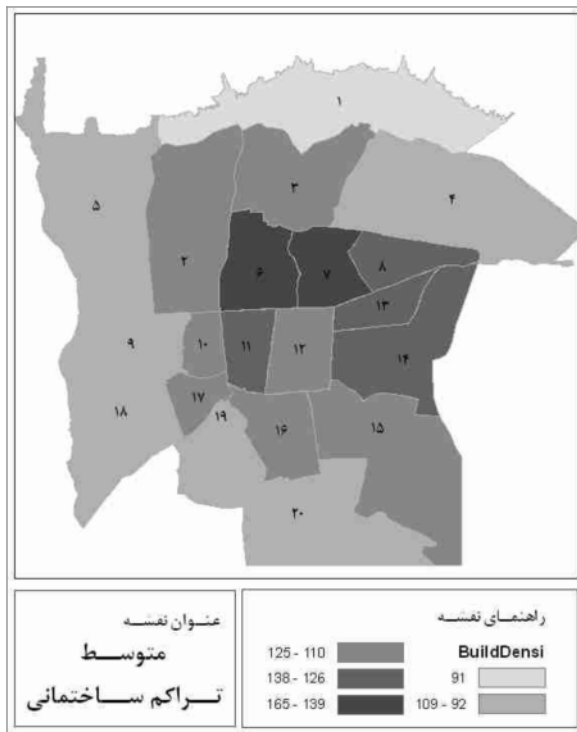 ۱
۳
۴
۵
۲
۸
۶
۷
۱۳
۹
۱۰
۱۱
۱۲
۱۴
۱۸
۱۷
۱۹
۱۶
۱۵
۲۰
عنوان نقشه
متوسط
تراکم ساختمانی
راهنمای نقشه
BuildDensi
91
109 - 92
125 - 110
138 - 126
165 - 139